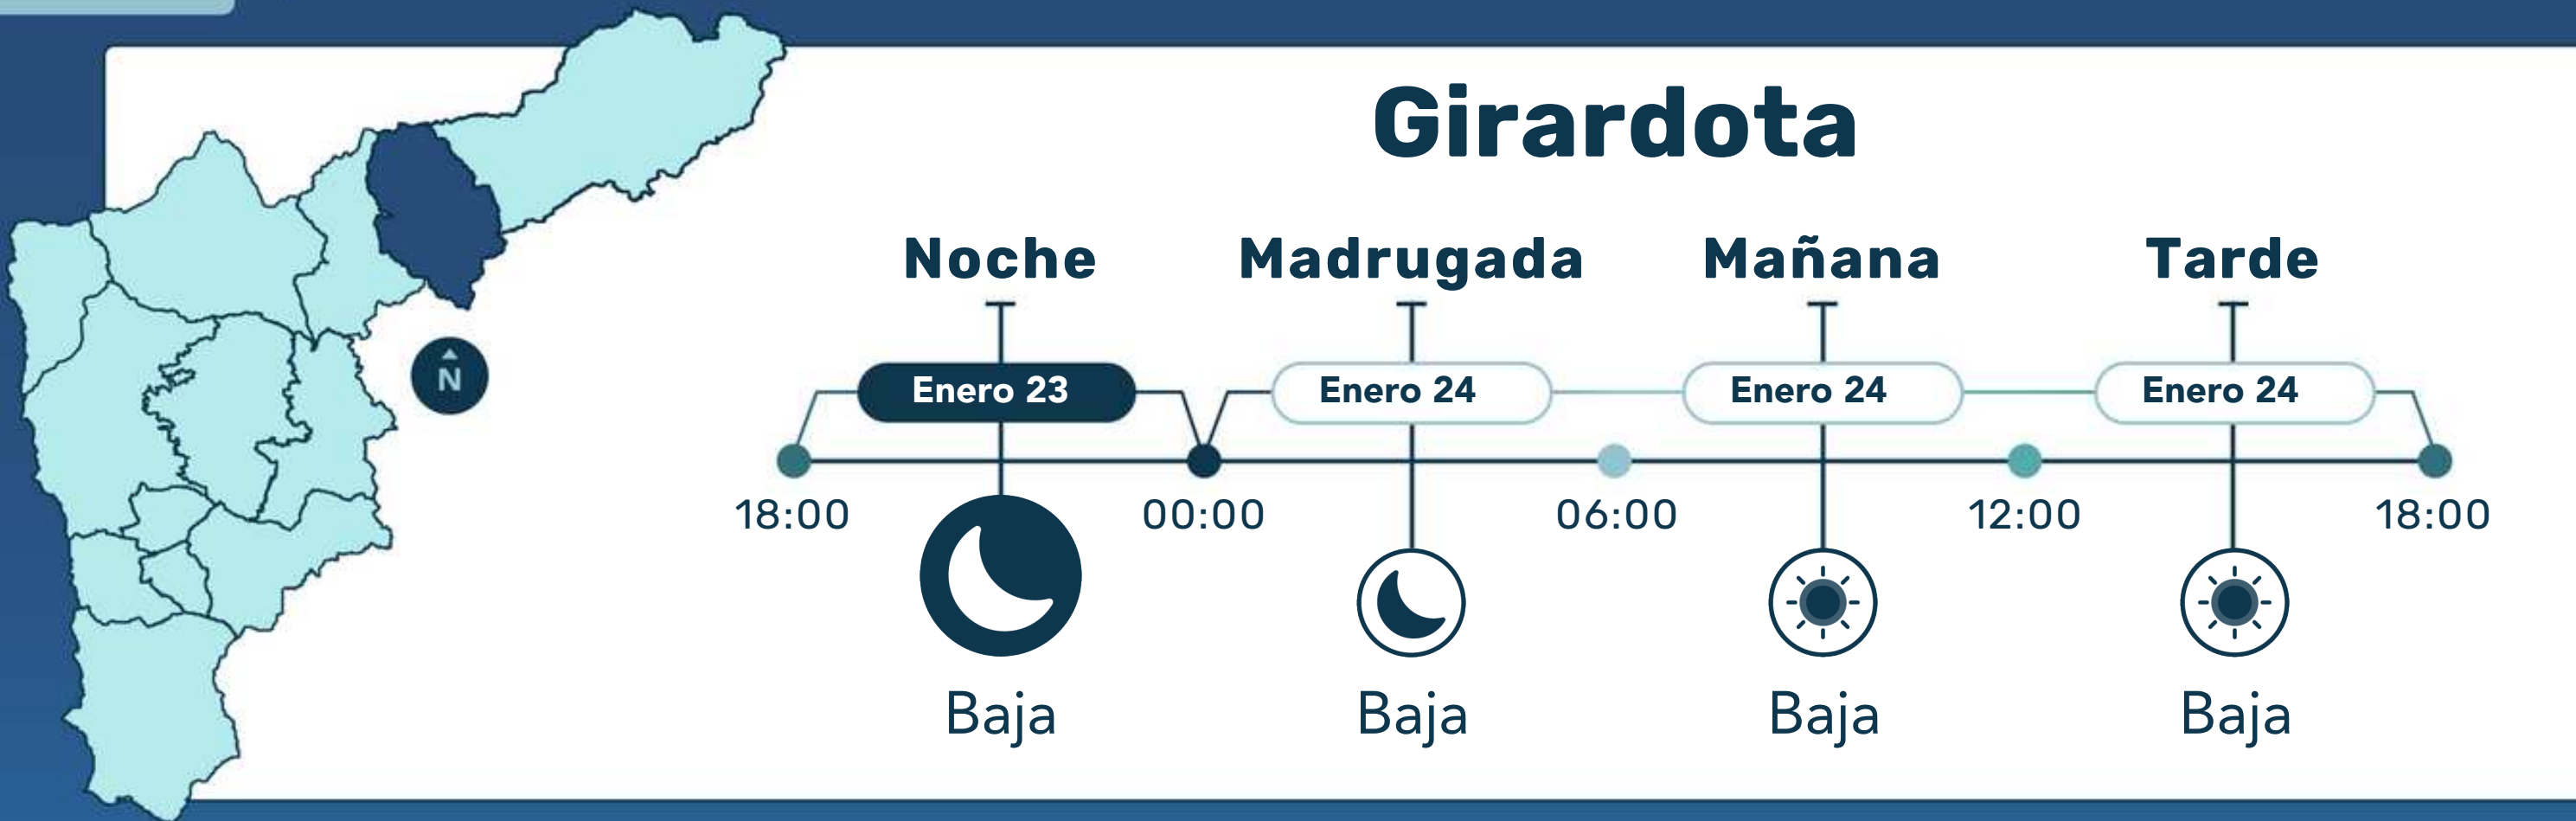 Girardota
Noche Madrugada Mañana Tarde
Enero 23 Enero 24 Enero 24 Enero 24
N
18:00 00:00 06:00 12:00 18:00
Baja Baja Baja Baja